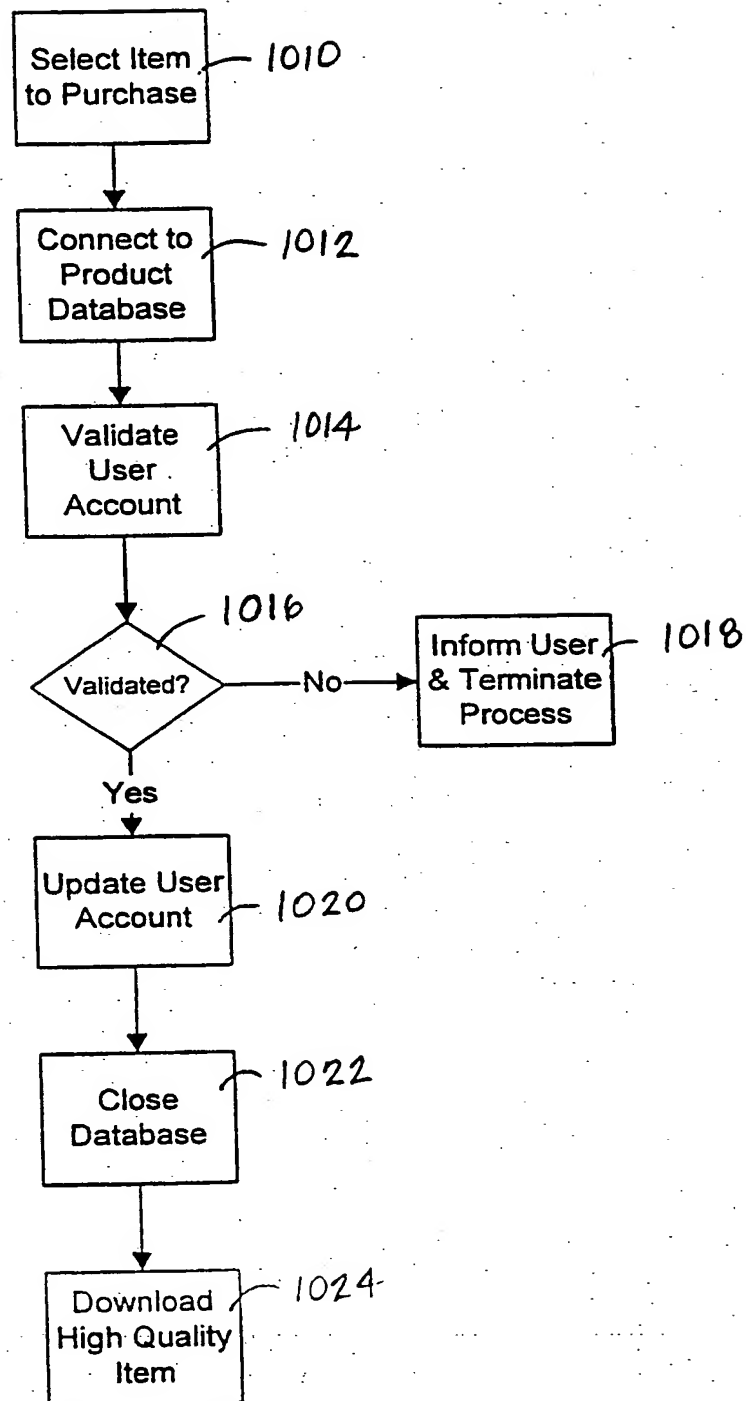 Select Item
to Purchase
1010
Connect to
Product
Database
1012
Validate
User
Account
1014
Validated?
1016
No
Inform User
& Terminate
Process
1018
Yes
Update User
Account
1020
Close
Database
1022
Download
High Quality
Item
1024